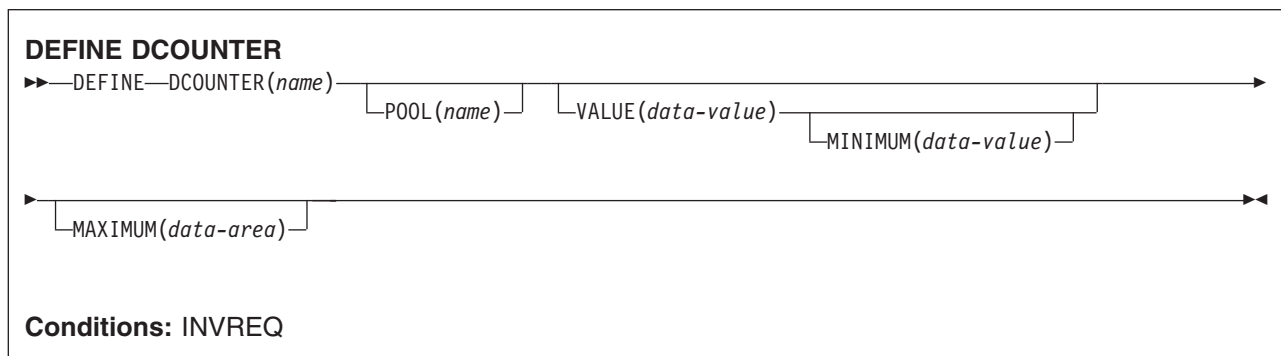 DEFINE DCOUNTER
DEFINE DCOUNTER(name)
POOL(name) VALUE(data-value)
MINIMUM(data-value)
MAXIMUM(data-area)
Conditions: INVREQ